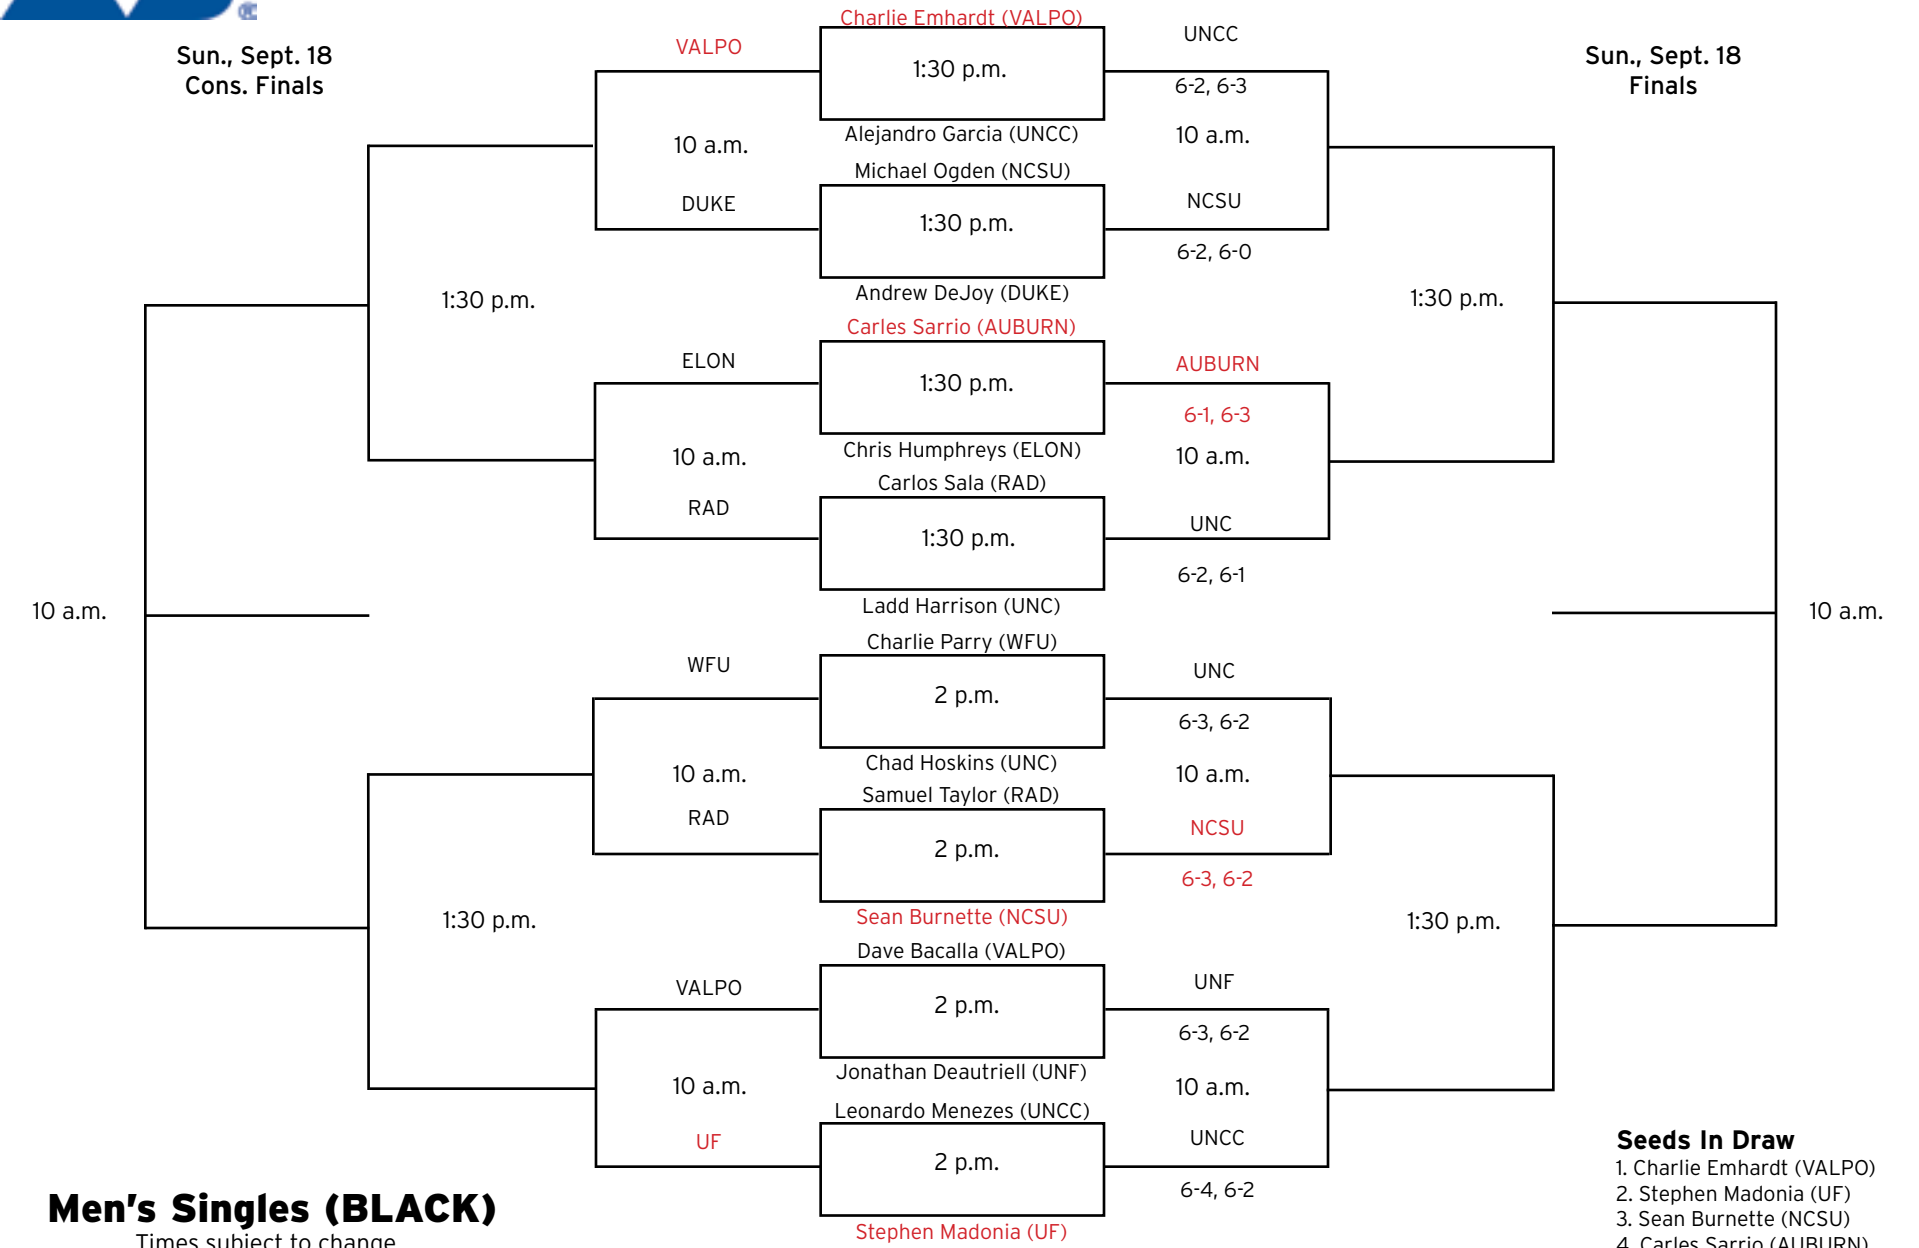 Charlie Emhardt (VALPO)
Sun., Sept. 18
Cons. Finals
VALPO
1:30 p.m.
UNCC
6-2, 6-3
Sun., Sept. 18
Finals
10 a.m.
Alejandro Garcia (UNCC)
10 a.m.
Michael Ogden (NCSU)
DUKE
1:30 p.m.
NCSU
6-2, 6-0
1:30 p.m.
Andrew DeJoy (DUKE)
1:30 p.m.
Carles Sarrio (AUBURN)
ELON
1:30 p.m.
AUBURN
6-1, 6-3
10 a.m.
Chris Humphreys (ELON)
10 a.m.
Carlos Sala (RAD)
RAD
1:30 p.m.
UNC
6-2, 6-1
10 a.m.
Ladd Harrison (UNC)
10 a.m.
Charlie Parry (WFU)
WFU
2 p.m.
UNC
6-3, 6-2
10 a.m.
Chad Hoskins (UNC)
10 a.m.
Samuel Taylor (RAD)
RAD
2 p.m.
NCSU
6-3, 6-2
1:30 p.m.
Sean Burnette (NCSU)
1:30 p.m.
Dave Bacalla (VALPO)
VALPO
2 p.m.
UNF
6-3, 6-2
10 a.m.
Jonathan Deautriell (UNF)
10 a.m.
Leonardo Menezes (UNCC)
UF
2 p.m.
UNCC
6-4, 6-2
Stephen Madonia (UF)
Men's Singles (BLACK)
Times subject to change
Seeds In Draw
1. Charlie Emhardt (VALPO)
2. Stephen Madonia (UF)
3. Sean Burnette (NCSU)
4. Carles Sarrio (AUBURN)